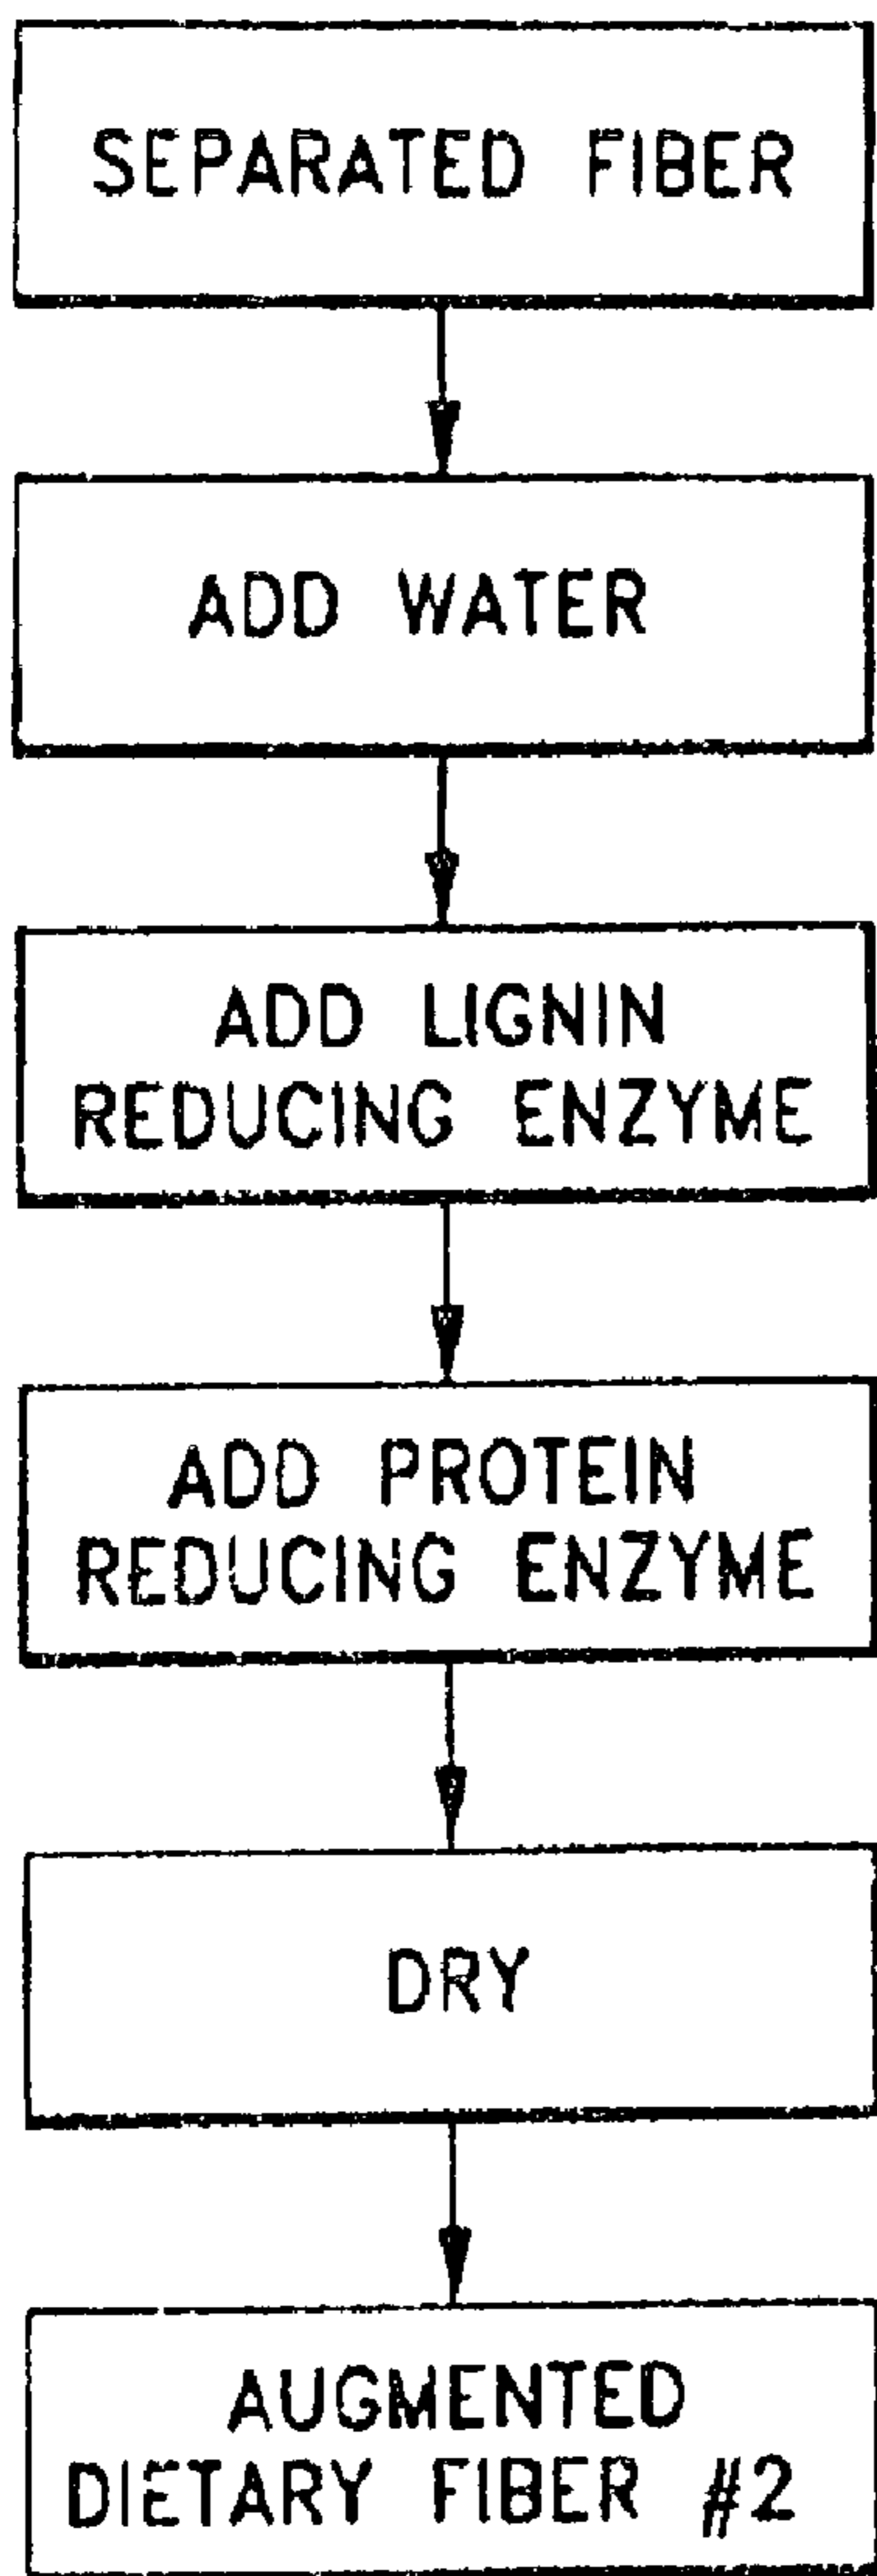 SEPARATED FIBER
ADD WATER
ADD LIGNIN
REDUCING ENZYME
ADD PROTEIN
REDUCING ENZYME
DRY
AUGMENTED
DIETARY FIBER #2